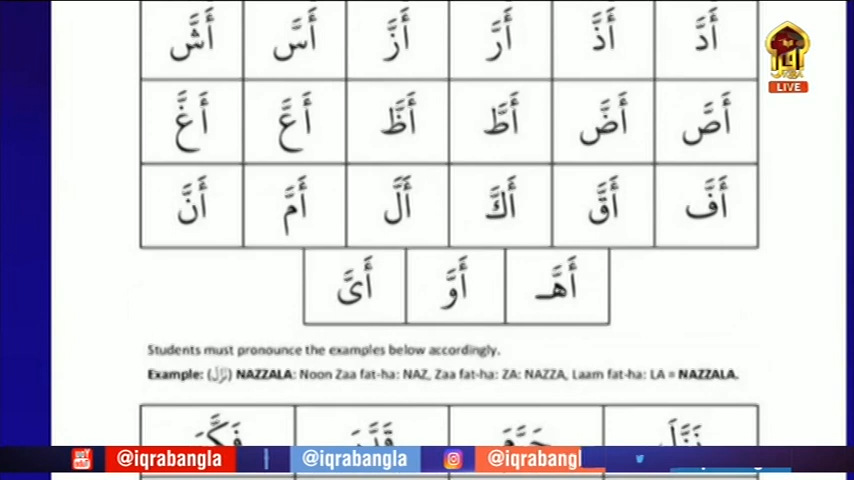 أَدَّ أَذَّ أَرَّ أَزَّ أَسَّ أَشَّ
LIVE
أَصَّ أَضَّ أَطَّ أَظَّ أَعَّ أَغَّ
أَفَّ أَقَّ أَكَّ أَلَّ أَمَّ أَنَّ
أَهَّـ أَوَّ أَىَّ
Students must pronounce the examples below accordingly.
Example: (نَزَّلَ) NAZZALA: Noon Zaa fat-ha: NAZ, Zaa fat-ha: ZA: NAZZA, Laam fat-ha: LA = NAZZALA.
نَزَّلَ
@iqrabangla @iqrabangla @iqrabangl